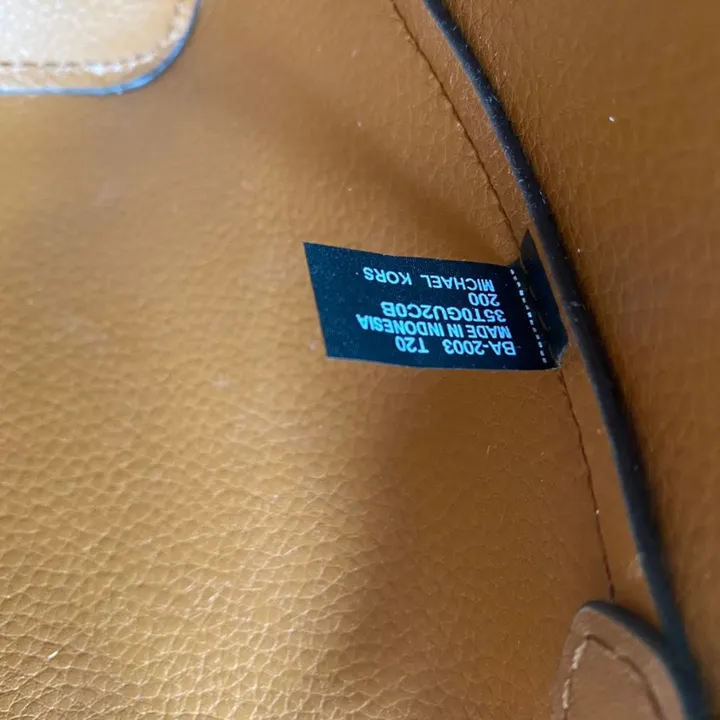 BA-2003 T20
MADE IN INDONESIA
35T0GU2C0B
200
MICHAEL KORS